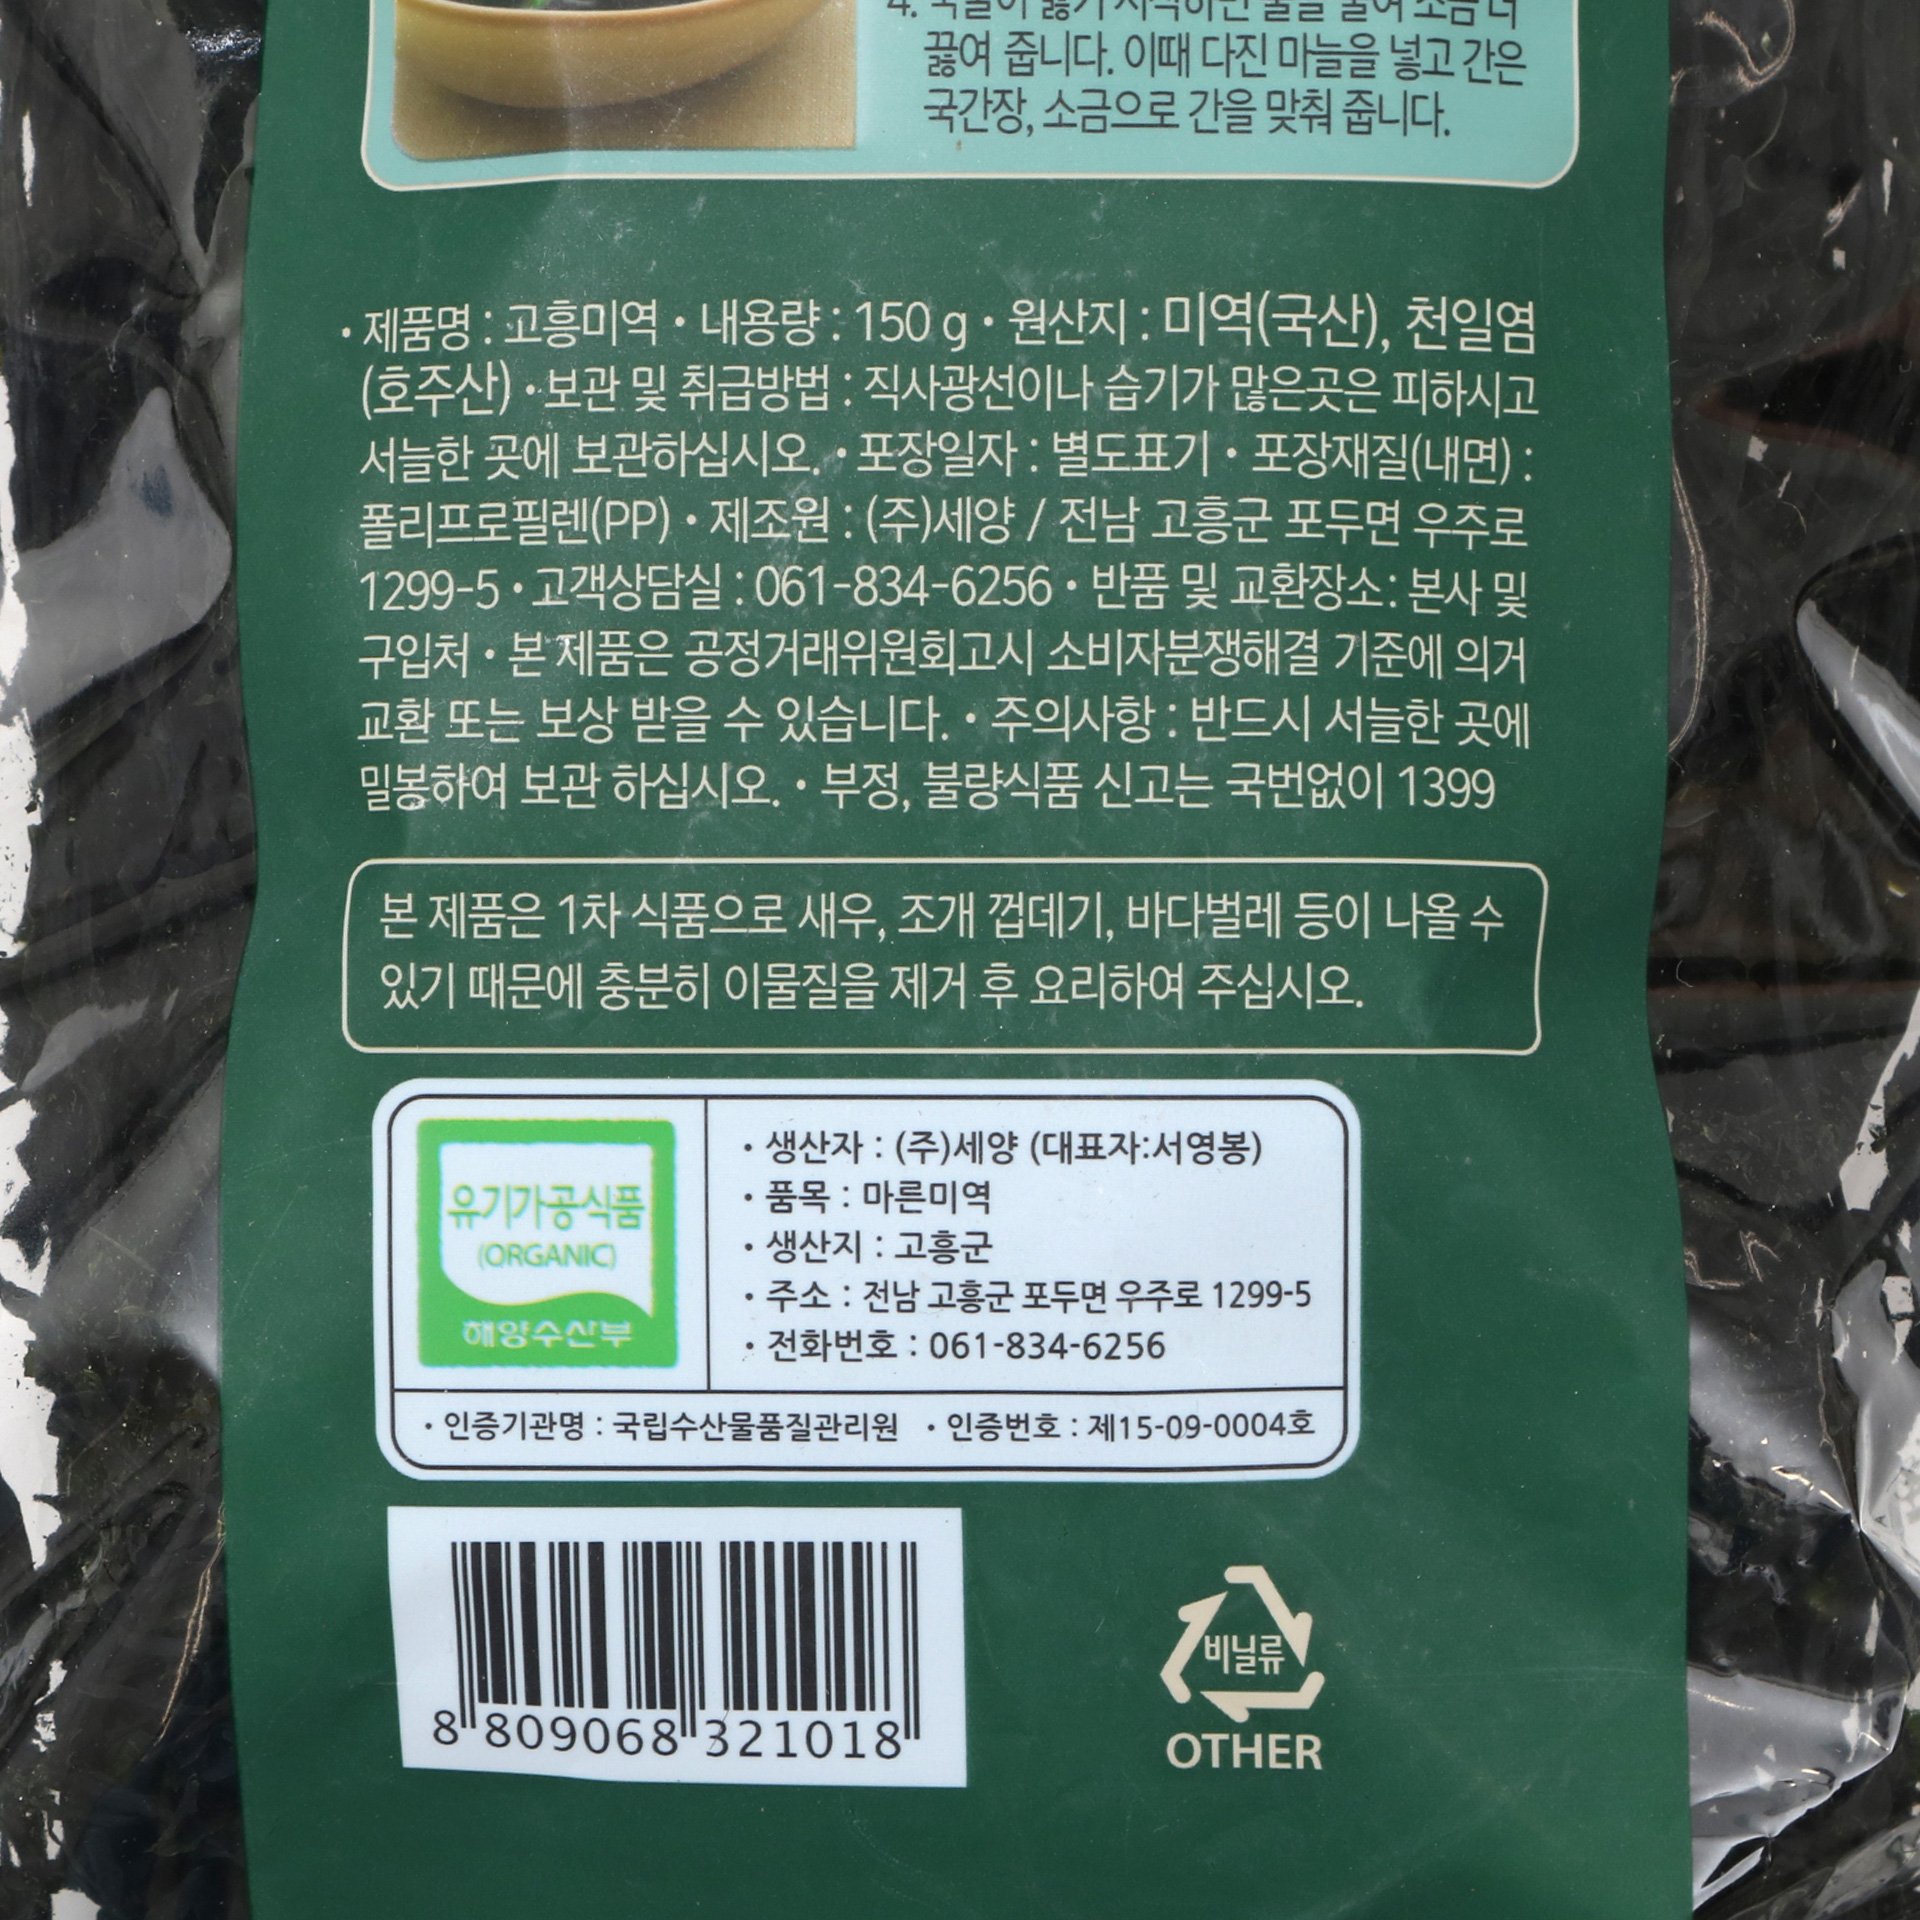 4. 국물이 끓기 시작하면 불을 줄여 조금 더
끓여 줍니다. 이때 다진 마늘을 넣고 간은
국간장, 소금으로 간을 맞춰 줍니다.
• 제품명 : 고흥미역 • 내용량 : 150 g • 원산지 : 미역(국산), 천일염
(호주산) • 보관 및 취급방법 : 직사광선이나 습기가 많은곳은 피하시고
서늘한 곳에 보관하십시오. • 포장일자 : 별도표기 • 포장재질(내면) :
폴리프로필렌(PP) • 제조원 : (주)세양 / 전남 고흥군 포두면 우주로
1299-5 • 고객상담실 : 061-834-6256 • 반품 및 교환장소: 본사 및
구입처 • 본 제품은 공정거래위원회고시 소비자분쟁해결 기준에 의거
교환 또는 보상 받을 수 있습니다. • 주의사항 : 반드시 서늘한 곳에
밀봉햐여 보관 하십시오. • 부정, 불량식품 신고는 국번없이 1399
본 제품은 1차 식품으로 새우, 조개 껍데기, 바다벌레 등이 나올 수
있기 때문에 충분히 이물질을 제거 후 요리하여 주십시오.
유기가공식품
(ORGANIC)
해양수산부
• 생산자 : (주)세양 (대표자:서영봉)
• 품목 : 마른미역
• 생산지 : 고흥군
• 주소 : 전남 고흥군 포두면 우주로 1299-5
• 전화번호 : 061-834-6256
• 인증기관명 : 국립수산물품질관리원 • 인증번호 : 제15-09-0004호
8 809068 321018
비닐류
OTHER